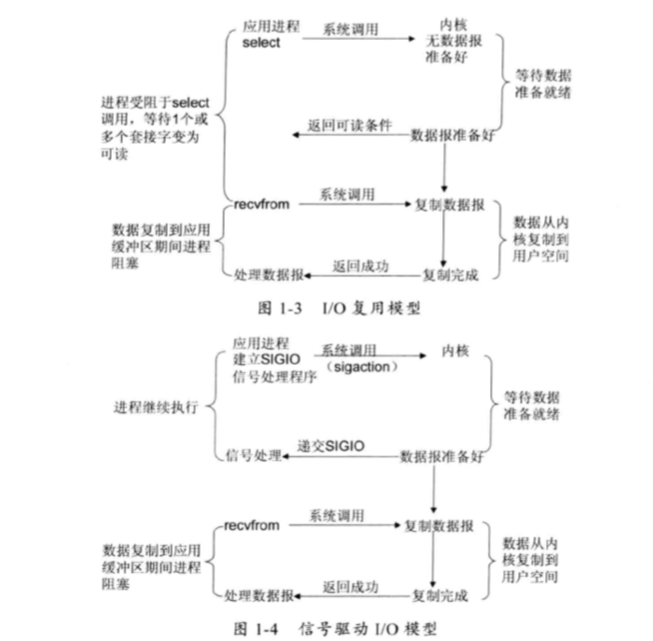 应用进程
select
系统调用
内核
无数据报
准备好
等待数据
准备就绪
进程受阻于select
调用，等待1个或
多个套接字变为
可读
返回可读条件
数据报准备好
recvfrom
系统调用
复制数据报
数据复制到应用
缓冲区期间进程
阻塞
数据从内
核复制到
用户空间
处理数据报
返回成功
复制完成
图 1-3 I/O 复用模型
应用进程
建立SIGIO
信号处理程序
系统调用
（sigaction）
内核
等待数据
准备就绪
进程继续执行
信号处理
递交SIGIO
数据报准备好
recvfrom
系统调用
复制数据报
数据复制到应用
缓冲区期间进程
阻塞
数据从内
核复制到
用户空间
处理数据报
返回成功
复制完成
图 1-4 信号驱动 I/O 模型